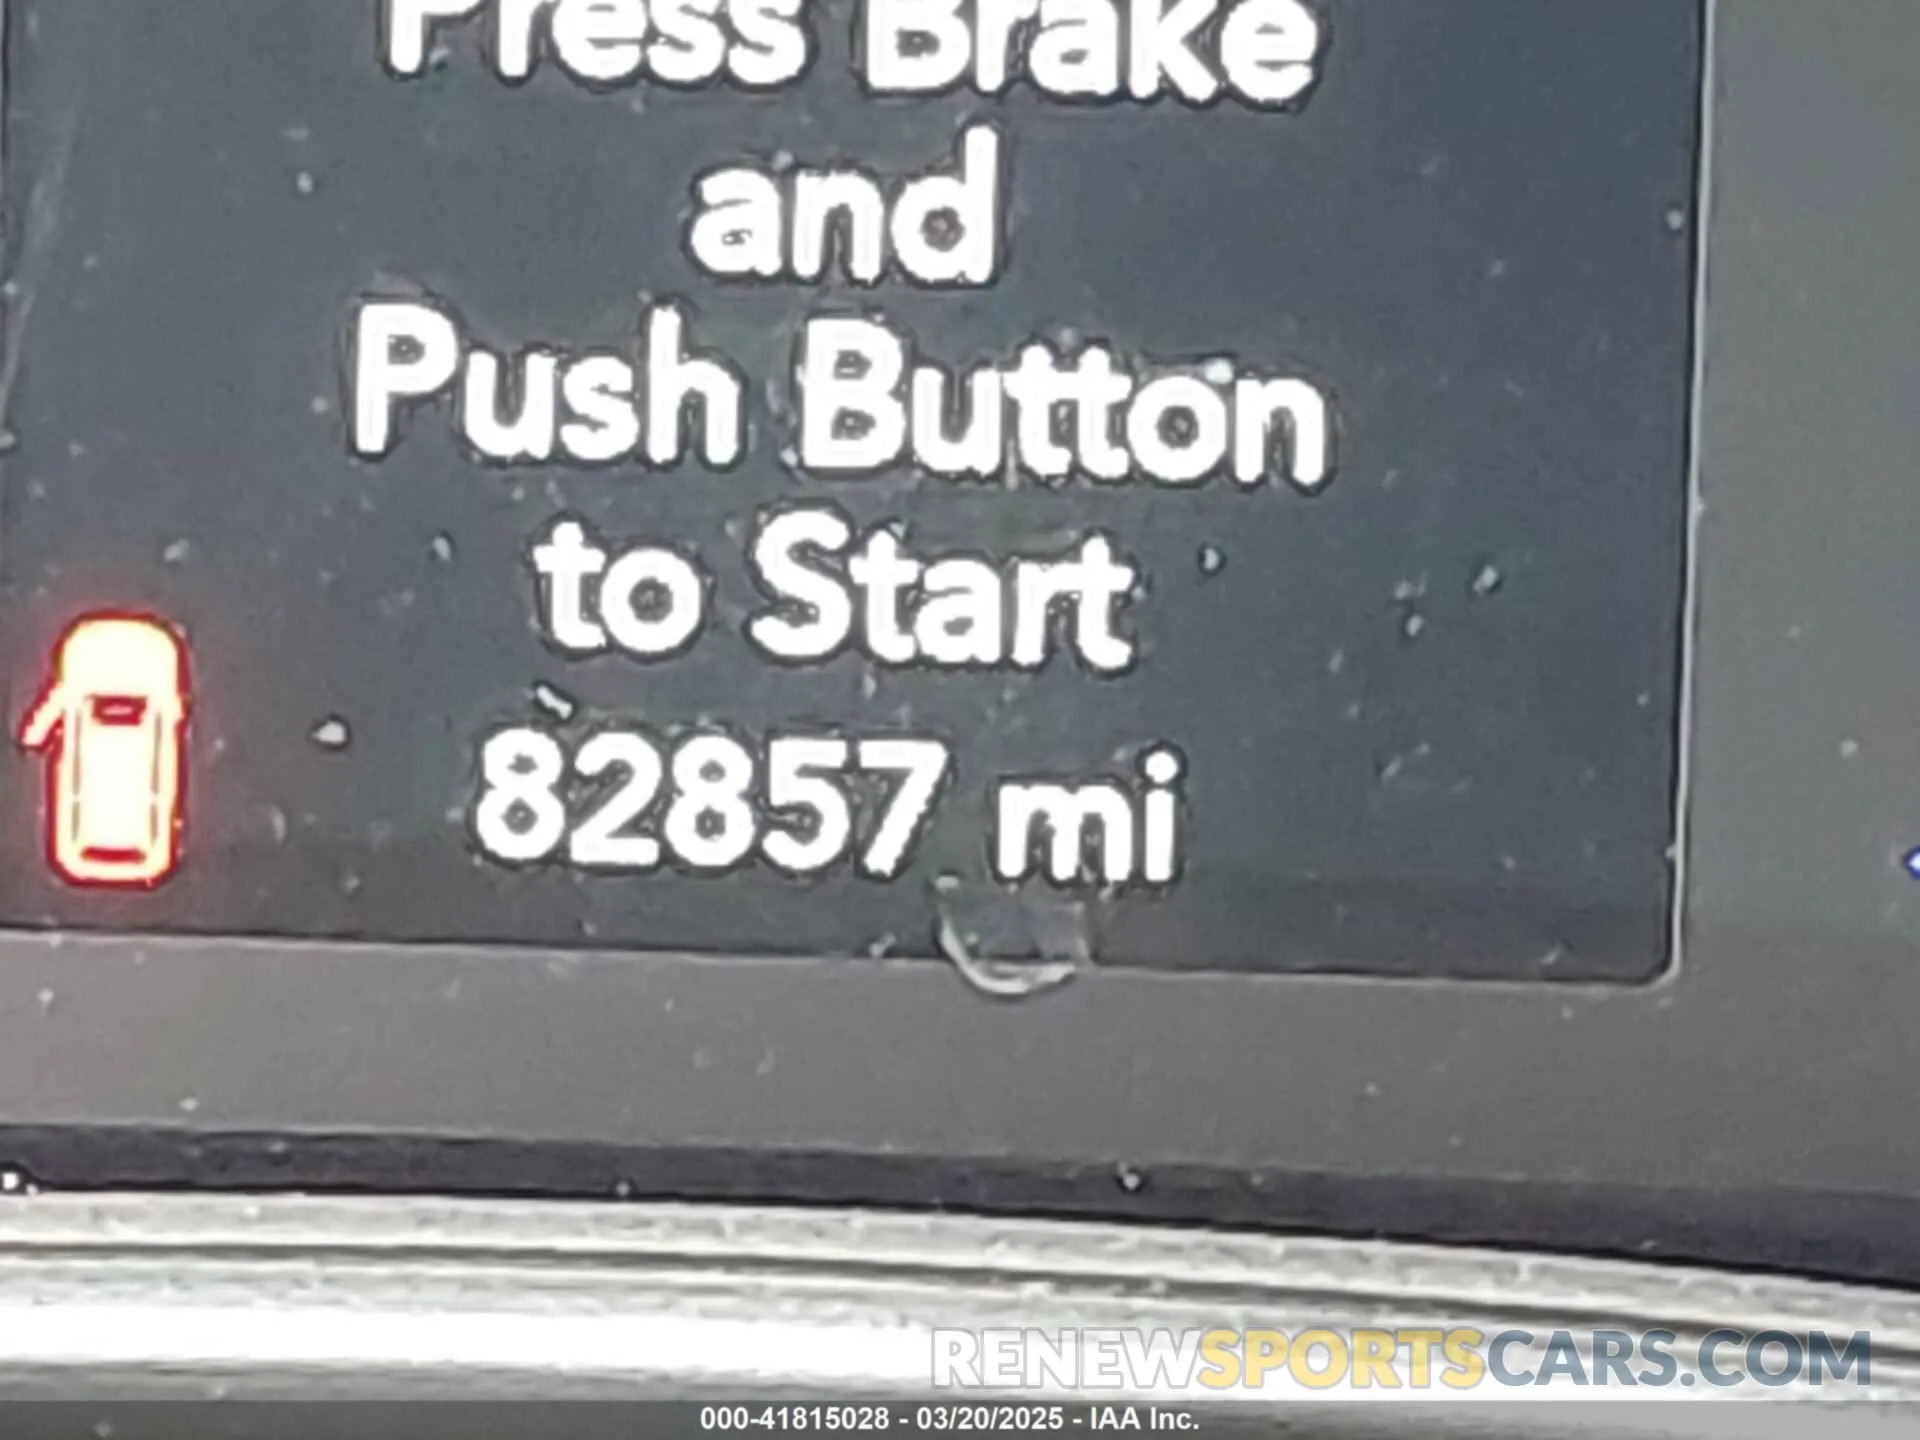 Press Brake
and
Push Button
to Start
82857 mi
RENEWSPORTSCARS.COM
000-41815028 - 03/20/2025 - IAA Inc.